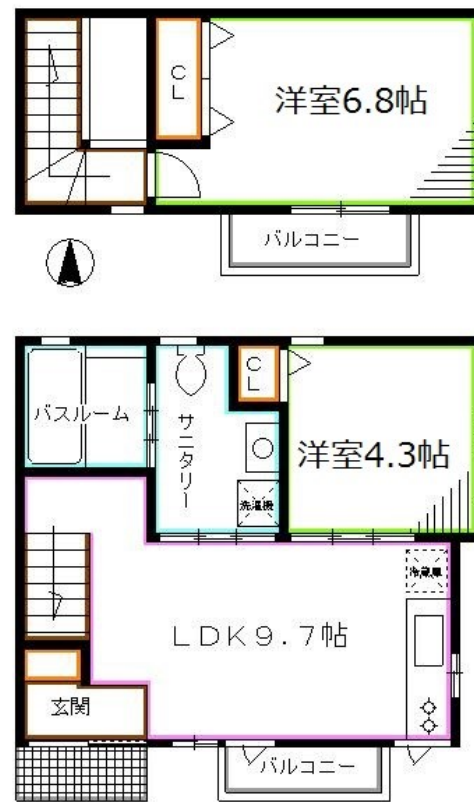 CL
洋室6.8帖
バルコニー
CL
バスルーム
サニタリー
洋室4.3帖
洗濯機
冷蔵庫
LDK9.7帖
玄関
バルコニー